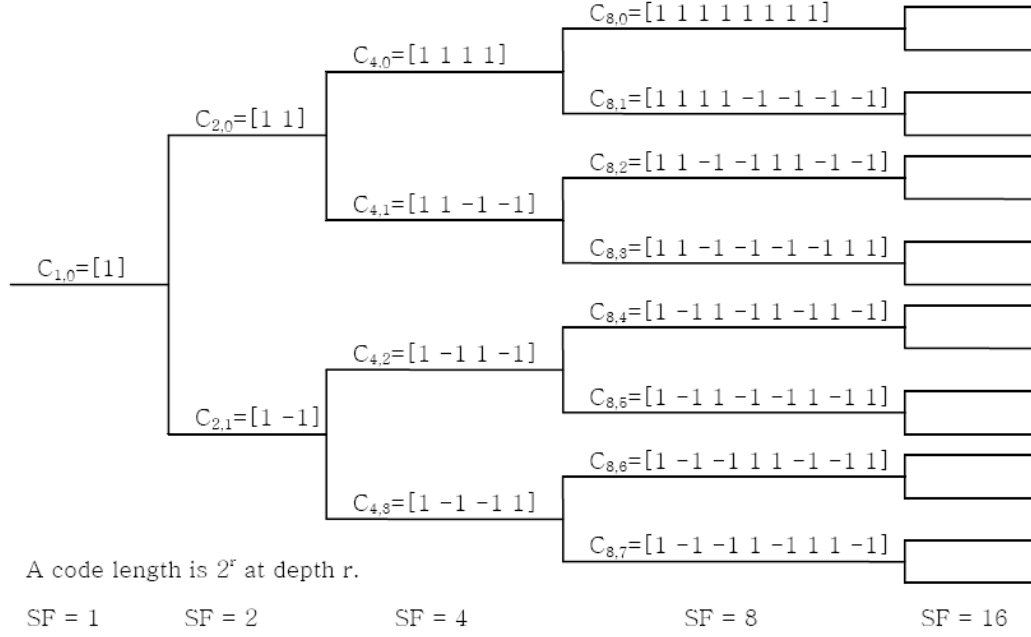 C8,0=[1 1 1 1 1 1 1 1]
C4,0=[1 1 1 1]
C8,1=[1 1 1 1 -1 -1 -1 -1]
C2,0=[1 1]
C8,2=[1 1 -1 -1 1 1 -1 -1]
C4,1=[1 1 -1 -1]
C8,3=[1 1 -1 -1 -1 -1 1 1]
C1,0=[1]
C8,4=[1 -1 1 -1 1 -1 1 -1]
C4,2=[1 -1 1 -1]
C8,5=[1 -1 1 -1 -1 1 -1 1]
C2,1=[1 -1]
C8,6=[1 -1 -1 1 1 -1 -1 1]
C4,3=[1 -1 -1 1]
C8,7=[1 -1 -1 1 -1 1 1 -1]
A code length is 2^r at depth r.
SF = 1 SF = 2 SF = 4 SF = 8 SF = 16